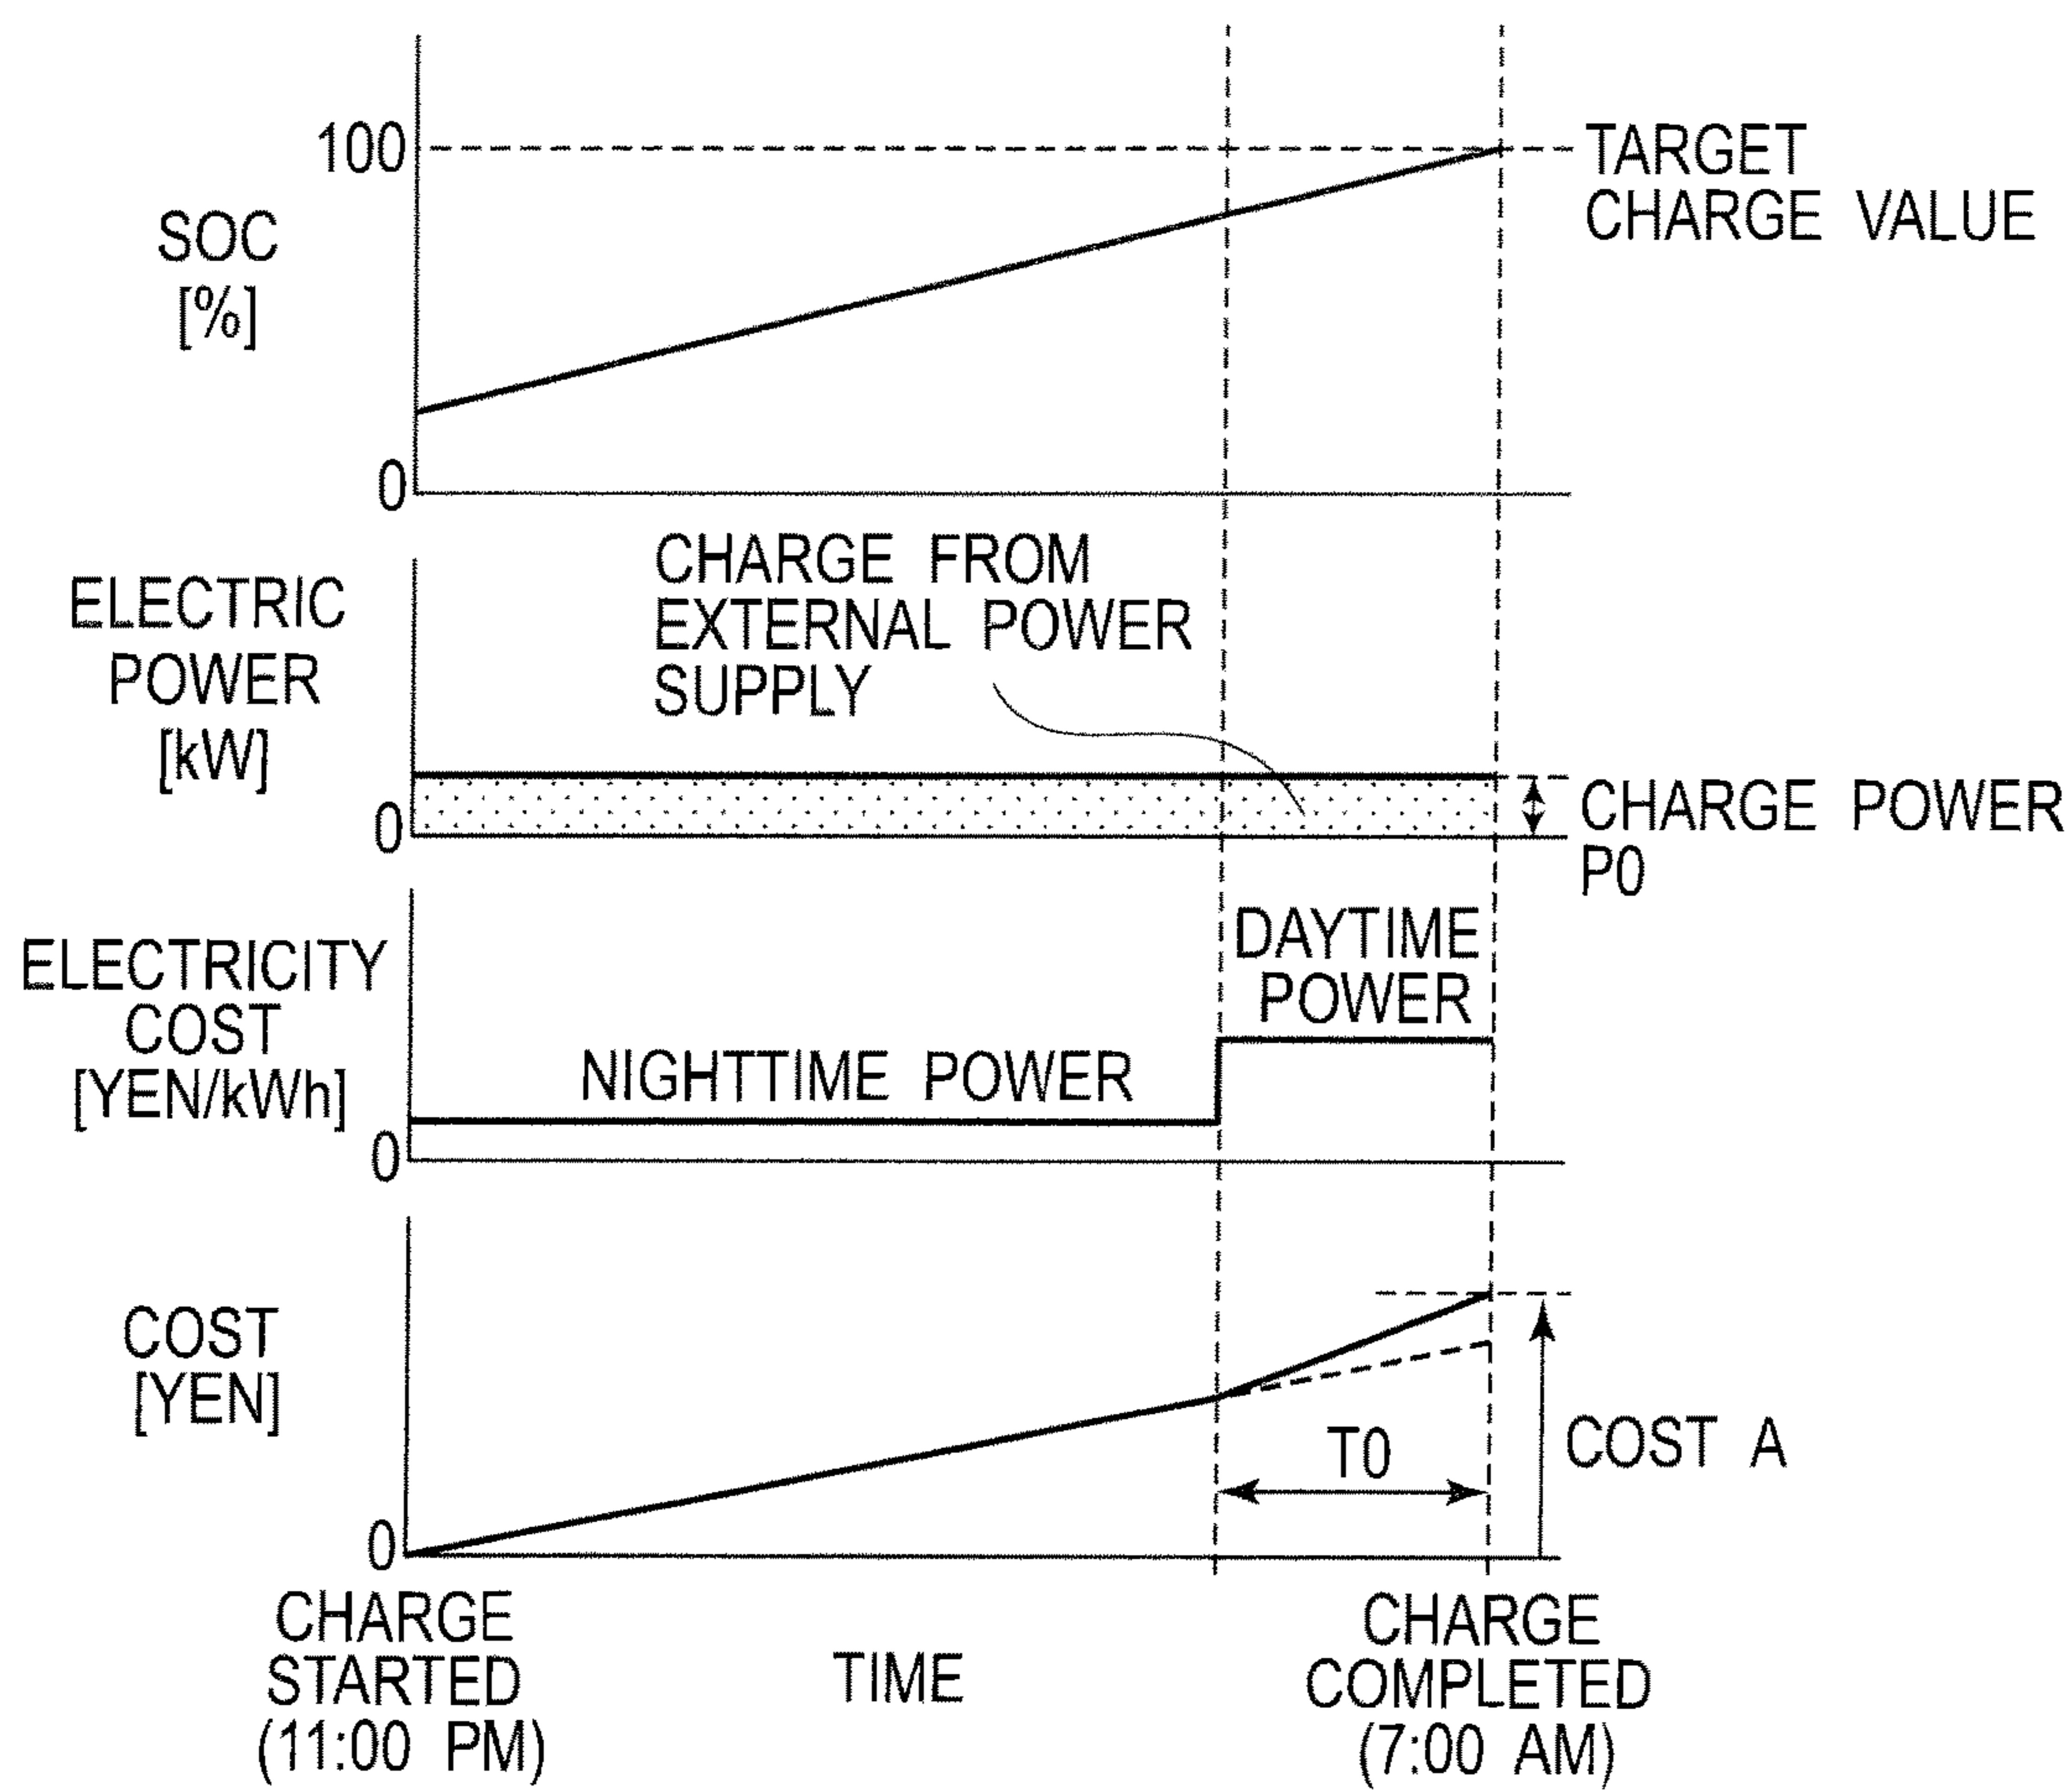 100
TARGET
CHARGE VALUE
SOC
[%]
0
CHARGE FROM
EXTERNAL POWER
SUPPLY
ELECTRIC
POWER
[kW]
0
CHARGE POWER
P0
DAYTIME
POWER
ELECTRICITY
COST
[YEN/kWh]
NIGHTTIME POWER
0
COST
[YEN]
T0
COST A
0
CHARGE
STARTED
(11:00 PM)
TIME
CHARGE
COMPLETED
(7:00 AM)